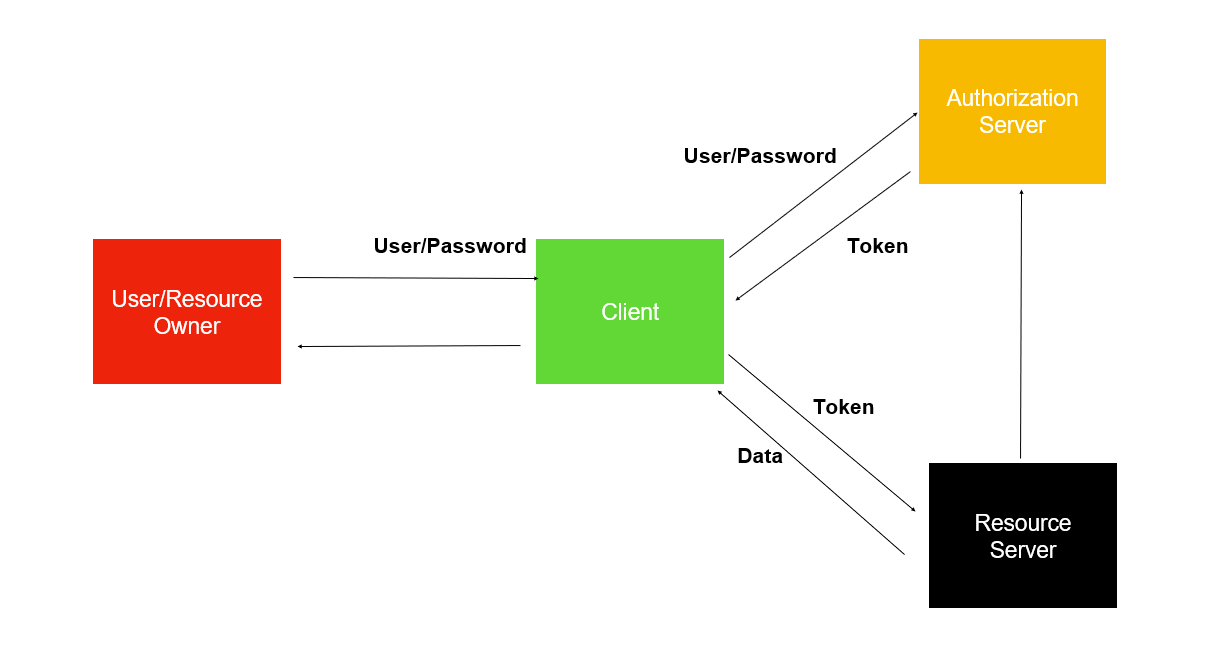 Authorization
Server
User/Password
User/Password
Token
User/Resource
Owner
Client
Token
Data
Resource
Server